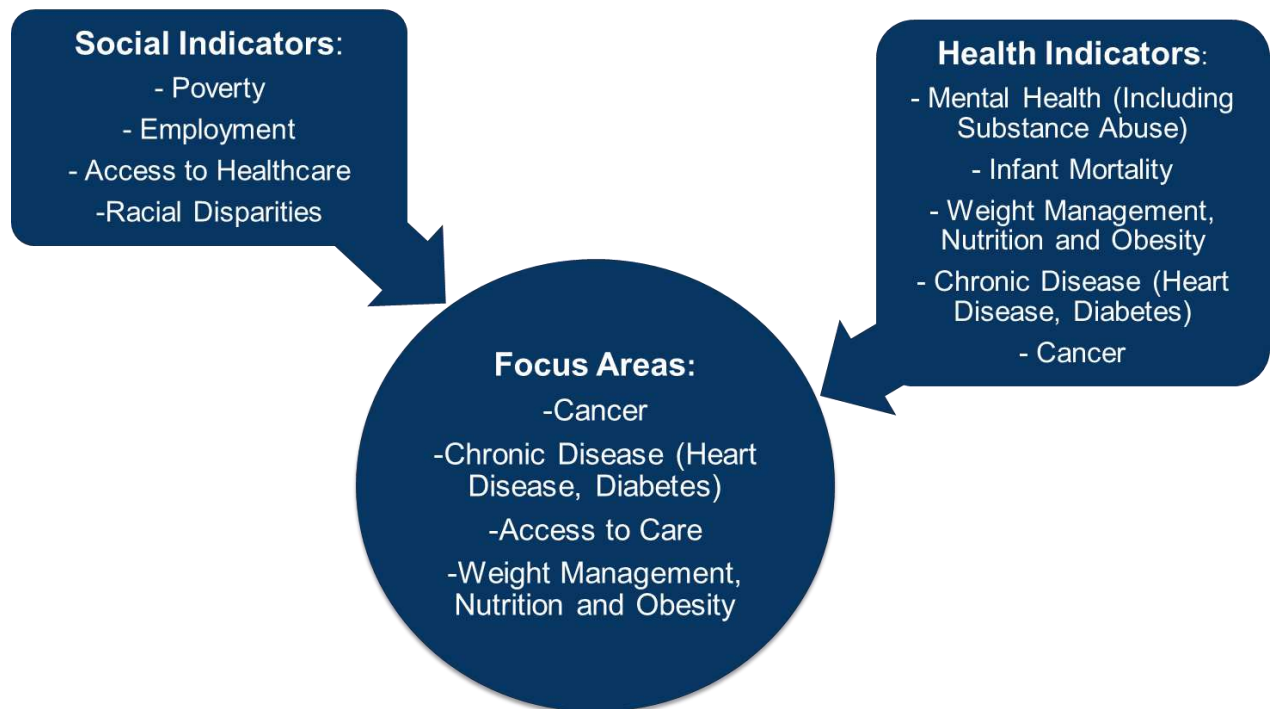 Social Indicators:
- Poverty
- Employment
- Access to Healthcare
-Racial Disparities
Health Indicators:
- Mental Health (Including
Substance Abuse)
- Infant Mortality
- Weight Management,
Nutrition and Obesity
- Chronic Disease (Heart
Disease, Diabetes)
- Cancer
Focus Areas:
-Cancer
-Chronic Disease (Heart
Disease, Diabetes)
-Access to Care
-Weight Management,
Nutrition and Obesity